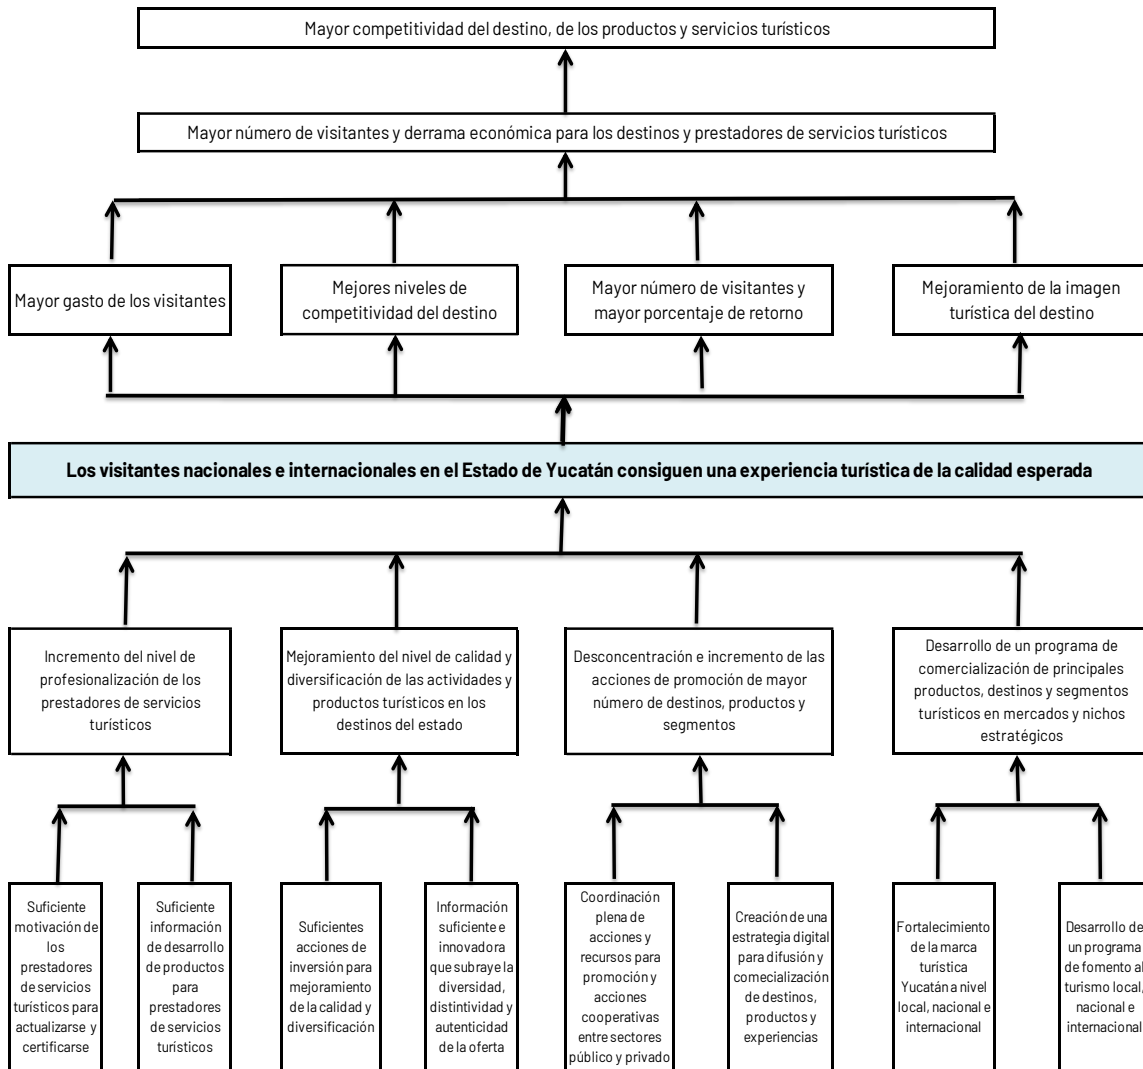 Mayor competitividad del destino, de los productos y servicios turísticos
Mayor número de visitantes y derrama económica para los destinos y prestadores de servicios turísticos
Mayor gasto de los visitantes
Mejores niveles de
competitividad del destino
Mayor número de visitantes y
mayor porcentaje de retorno
Mejoramiento de la imagen
turística del destino
Los visitantes nacionales e internacionales en el Estado de Yucatán consiguen una experiencia turística de la calidad esperada
Incremento del nivel de
profesionalización de los
prestadores de servicios
turísticos
Mejoramiento del nivel de calidad y
diversificación de las actividades y
productos turísticos en los
destinos del estado
Desconcentración e incremento de las
acciones de promoción de mayor
número de destinos, productos y
segmentos
Desarrollo de un programa de
comercialización de principales
productos, destinos y segmentos
turísticos en mercados y nichos
estratégicos
Suficiente
motivación de
los
prestadores
de servicios
turísticos para
actualizarse y
certificarse
Suficiente
información
de desarrollo
de productos
para
prestadores
de servicios
turísticos
Suficientes
acciones de
inversión para
mejoramiento
de la calidad y
diversificación
Información
suficiente e
innovadora
que subraye la
diversidad,
distintividad y
autenticidad
de la oferta
Coordinación
plena de
acciones y
recursos para
promoción y
acciones
cooperativas
entre sectores
público y privado
Creación de una
estrategia digital
para difusión y
comecialización
de destinos,
productos y
experiencias
Fortalecimiento
de la marca
turística
Yucatán a nivel
local, nacional e
internacional
Desarrollo de
un programa
de fomento al
turismo local,
nacional e
internacional